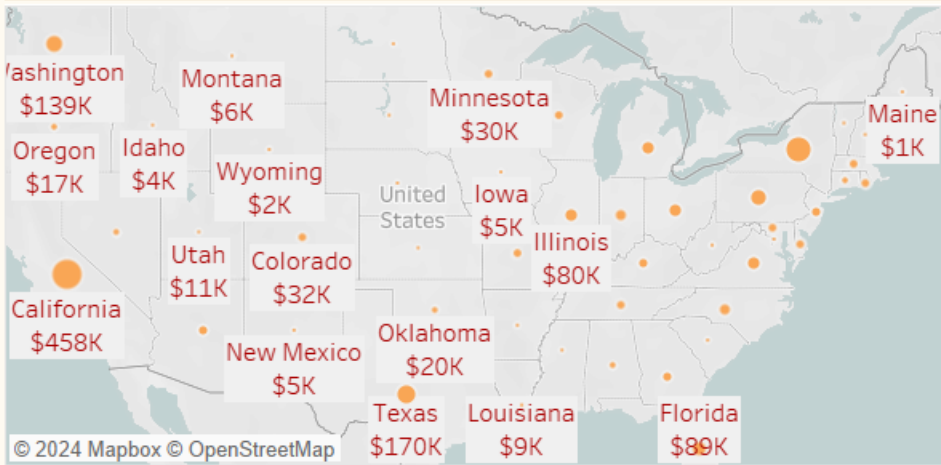 ashington
$139K
Montana
$6K
Minnesota
$30K
Maine
$1K
Oregon
$17K
Idaho
$4K
Wyoming
$2K
United
States
Iowa
$5K
Illinois
$80K
Utah
$11K
Colorado
$32K
California
$458K
New Mexico
$5K
Oklahoma
$20K
Texas
$170K
Louisiana
$9K
Florida
$89K
© 2024 Mapbox © OpenStreetMap